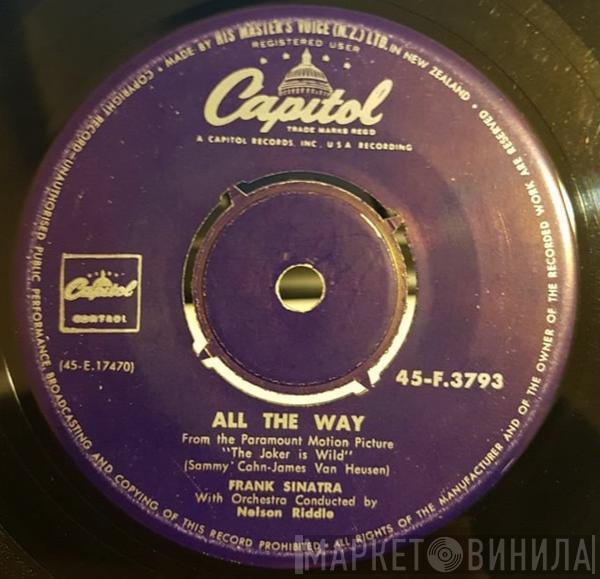 MADE BY HIS MASTER'S VOICE (N.Z.) LTD. IN NEW ZEALAND
REGISTERED USER
Capitol
TRADE MARKS REGD
A CAPITOL RECORDS, INC., U S A RECORDING
Capitol
CONTROL
(45-E.17470)
45-F.3793
ALL THE WAY
From the Paramount Motion Picture
"The Joker is Wild"
(Sammy Cahn-James Van Heusen)
FRANK SINATRA
With Orchestra Conducted by
Nelson Riddle
COPYRIGHT RECORD—UNAUTHORISED PUBLIC PERFORMANCE, BROADCASTING AND COPYING OF THIS RECORD PROHIBITED • ALL RIGHTS OF THE MANUFACTURER AND OF THE OWNER OF THE RECORDED WORK ARE RESERVED
МАРКЕТ ВИНИЛА